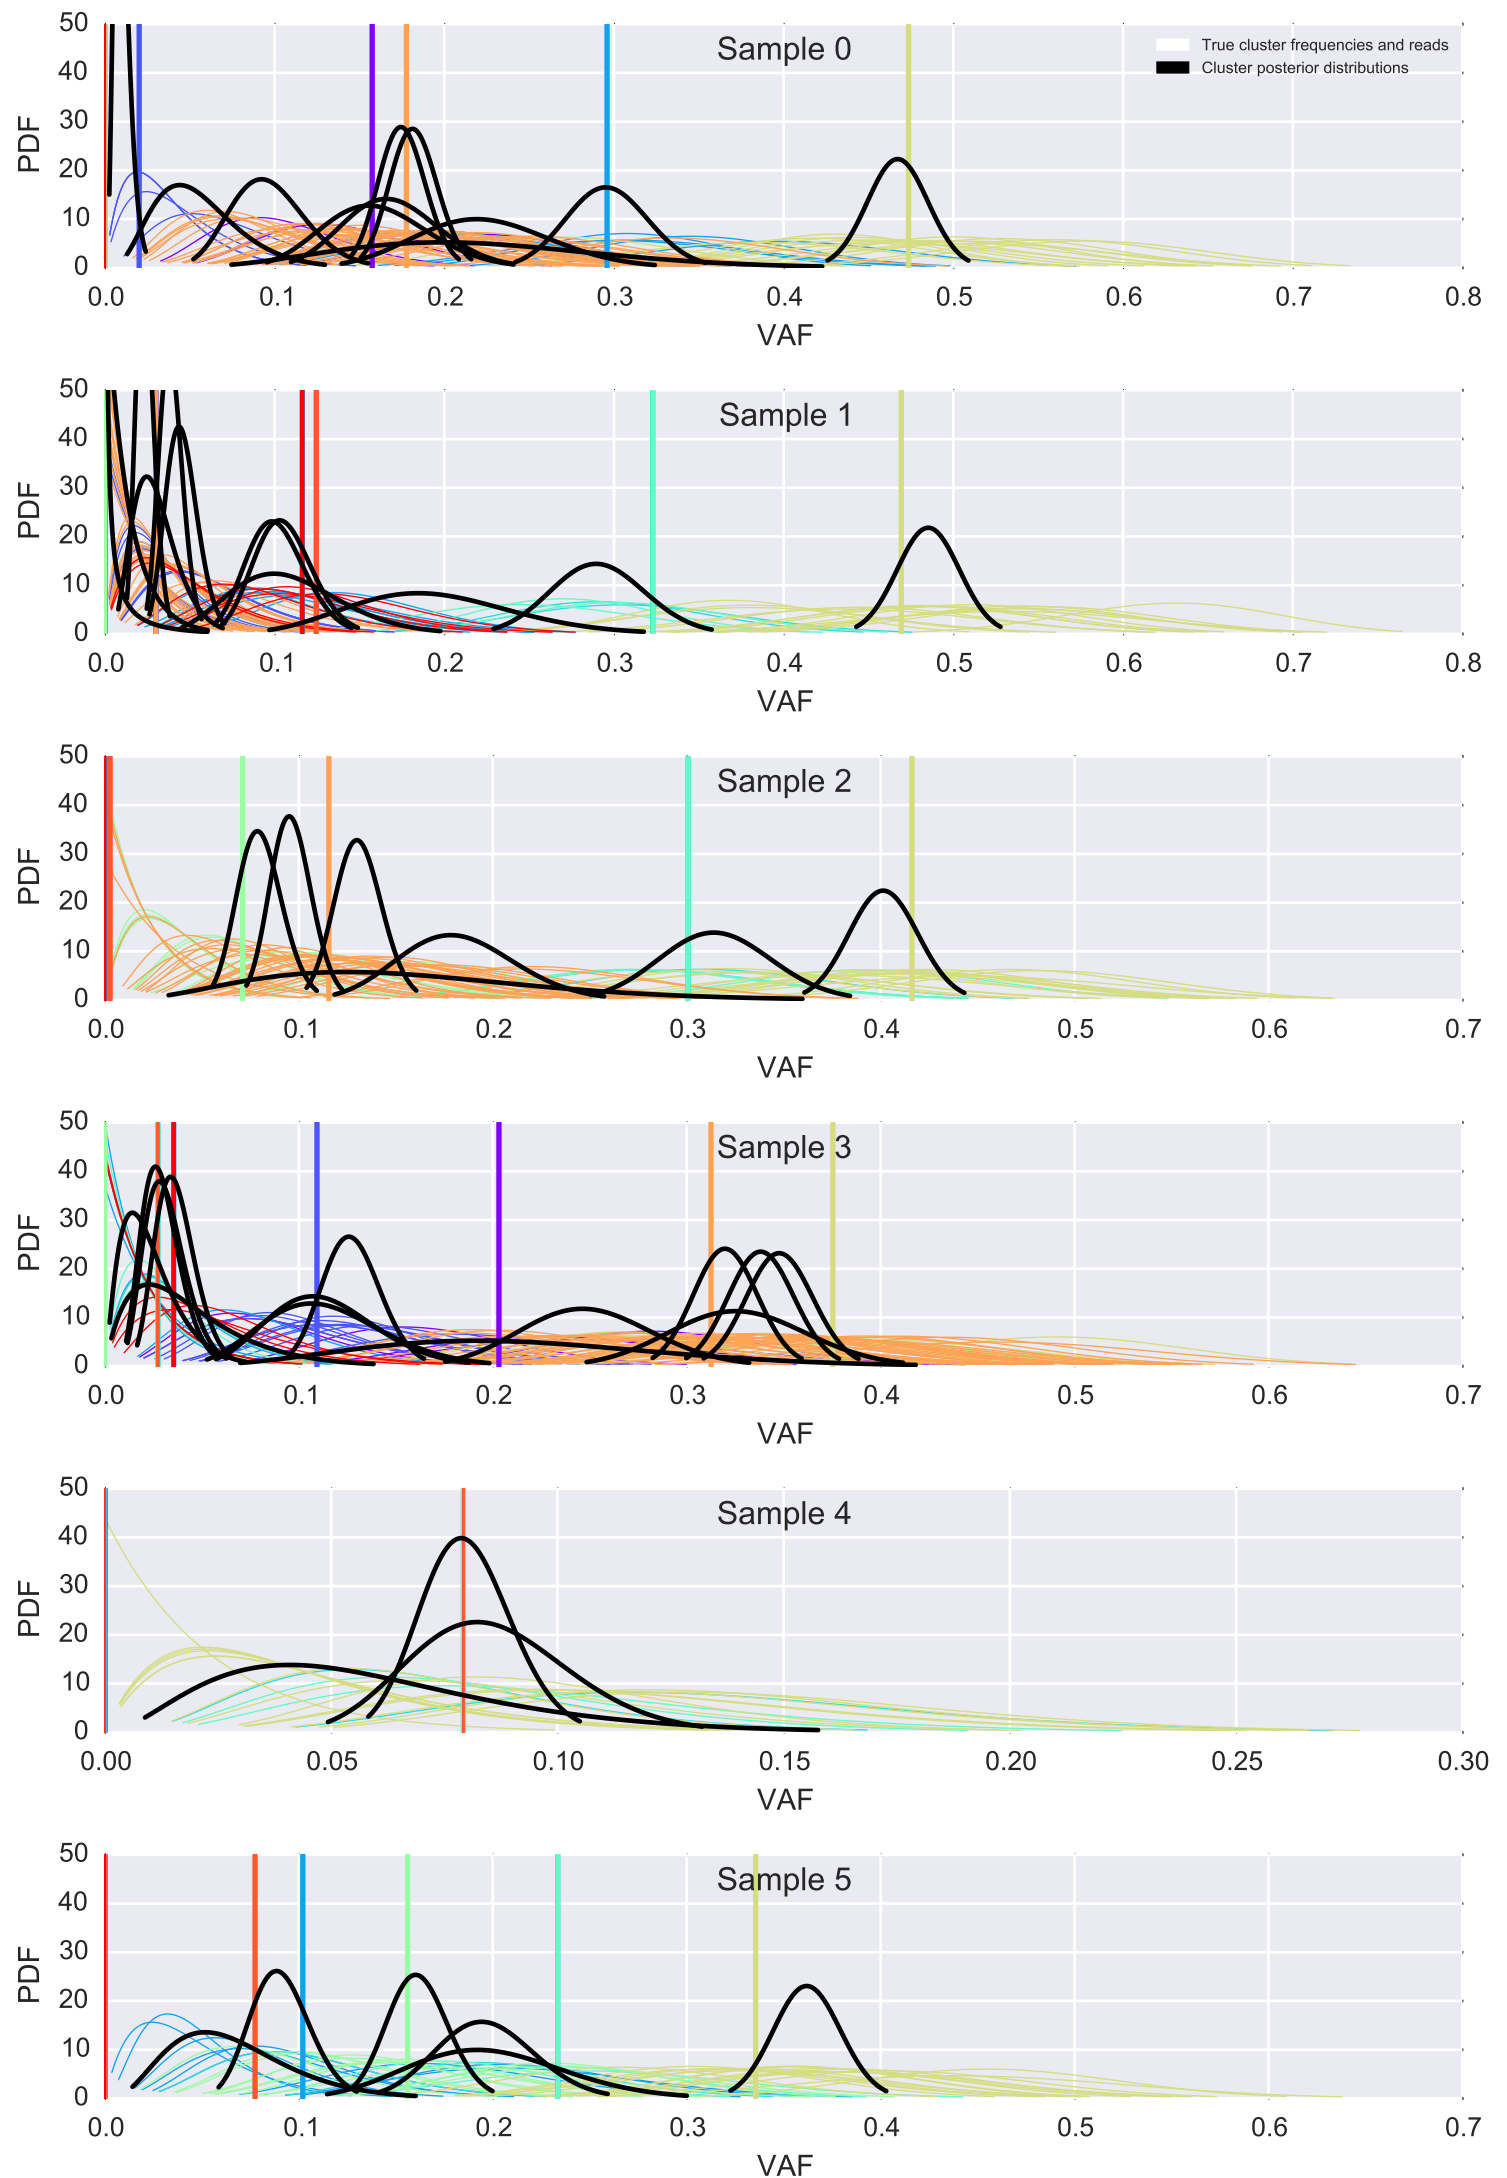 Sample 0
True cluster frequencies and reads
Cluster posterior distributions
PDF
50
40
30
20
10
0
0.0 0.1 0.2 0.3 0.4 0.5 0.6 0.7 0.8
VAF
Sample 1
PDF
50
40
30
20
10
0
0.0 0.1 0.2 0.3 0.4 0.5 0.6 0.7 0.8
VAF
Sample 2
PDF
50
40
30
20
10
0
0.0 0.1 0.2 0.3 0.4 0.5 0.6 0.7
VAF
Sample 3
PDF
50
40
30
20
10
0
0.0 0.1 0.2 0.3 0.4 0.5 0.6 0.7
VAF
Sample 4
PDF
50
40
30
20
10
0
0.00 0.05 0.10 0.15 0.20 0.25 0.30
VAF
Sample 5
PDF
50
40
30
20
10
0
0.0 0.1 0.2 0.3 0.4 0.5 0.6 0.7
VAF